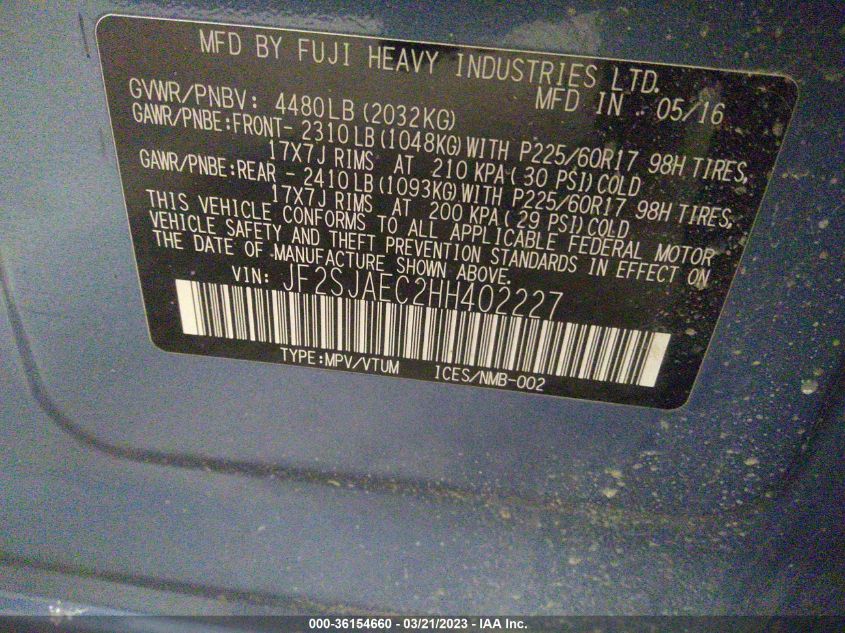 MFD BY FUJI HEAVY INDUSTRIES LTD.
MFD IN 05/16
GVWR/PNBV: 4480LB(2032KG)
GAWR/PNBE:FRONT- 2310LB(1048KG)WITH P225/60R17 98H TIRES,
17X7J RIMS AT 210 KPA( 30 PSI)COLD
GAWR/PNBE:REAR - 2410LB(1093KG)WITH P225/60R17 98H TIRES,
17X7J RIMS AT 200 KPA( 29 PSI)COLD
THIS VEHICLE CONFORMS TO ALL APPLICABLE FEDERAL MOTOR
VEHICLE SAFETY AND THEFT PREVENTION STANDARDS IN EFFECT ON
THE DATE OF MANUFACTURE SHOWN ABOVE.
VIN: JF2SJAEC2HH402227
TYPE:MPV/VTUM ICES/NMB-002
000-36154660 - 03/21/2023 - IAA Inc.